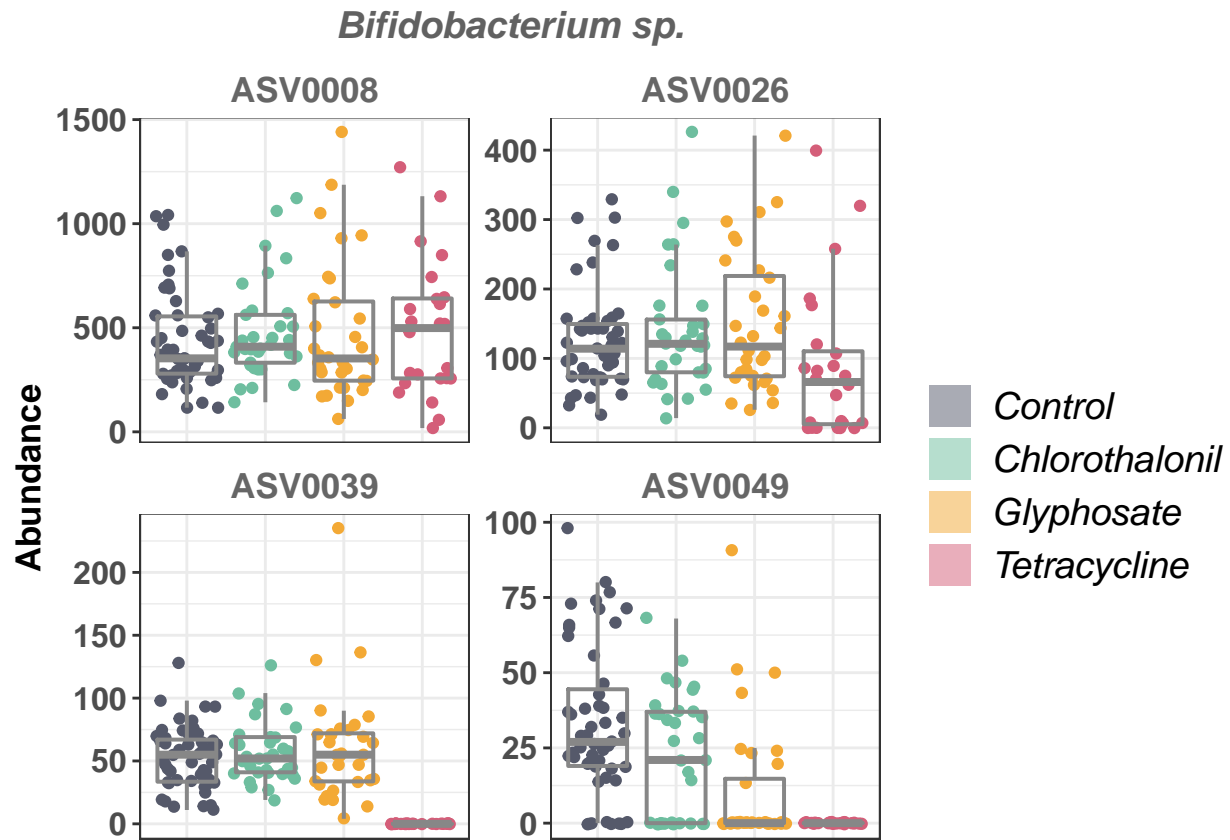 Bifidobacterium sp.
ASV0008
ASV0026
1500
1000
500
0
400
300
200
100
0
Abundance
ASV0039
ASV0049
200
150
100
50
0
100
75
50
25
0
Control
Chlorothalonil
Glyphosate
Tetracycline